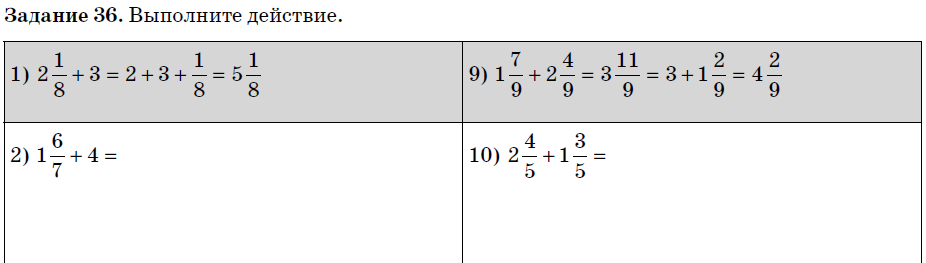 Задание 36. Выполните действие.
1) 2 1/8 + 3 = 2 + 3 + 1/8 = 5 1/8
9) 1 7/9 + 2 4/9 = 3 11/9 = 3 + 1 2/9 = 4 2/9
2) 1 6/7 + 4 =
10) 2 4/5 + 1 3/5 =